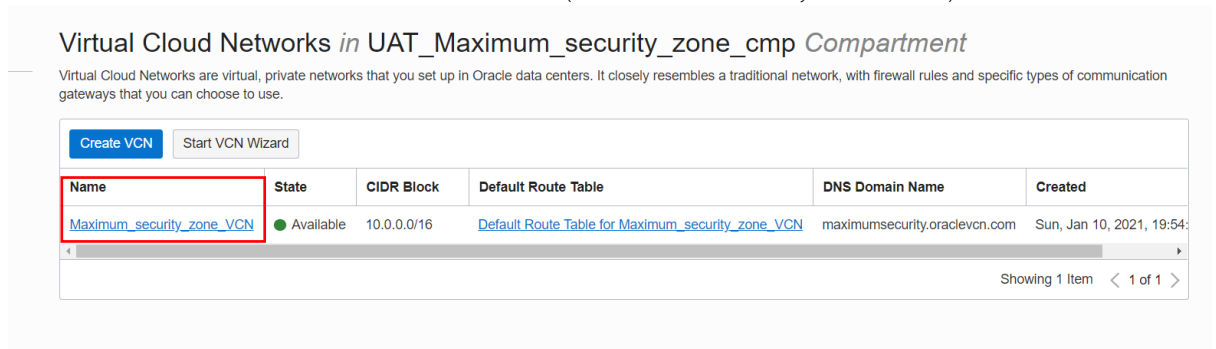 Virtual Cloud Networks in UAT_Maximum_security_zone_cmp Compartment
Virtual Cloud Networks are virtual, private networks that you set up in Oracle data centers. It closely resembles a traditional network, with firewall rules and specific types of communication
gateways that you can choose to use.
Create VCN Start VCN Wizard
Name State CIDR Block Default Route Table DNS Domain Name Created
Maximum_security_zone_VCN Available 10.0.0.0/16 Default Route Table for Maximum_security_zone_VCN maximumsecurity.oraclevcn.com Sun, Jan 10, 2021, 19:54:
Showing 1 Item < 1 of 1 >